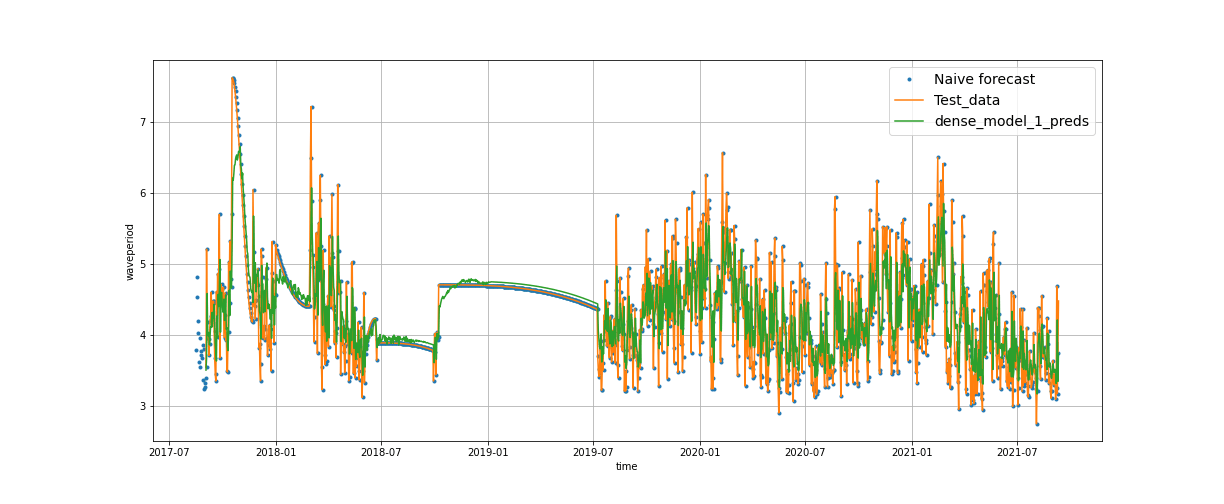 Naive forecast
Test_data
dense_model_1_preds
waveperiod
7
6
5
4
3
2017-07 2018-01 2018-07 2019-01 2019-07 2020-01 2020-07 2021-01 2021-07
time